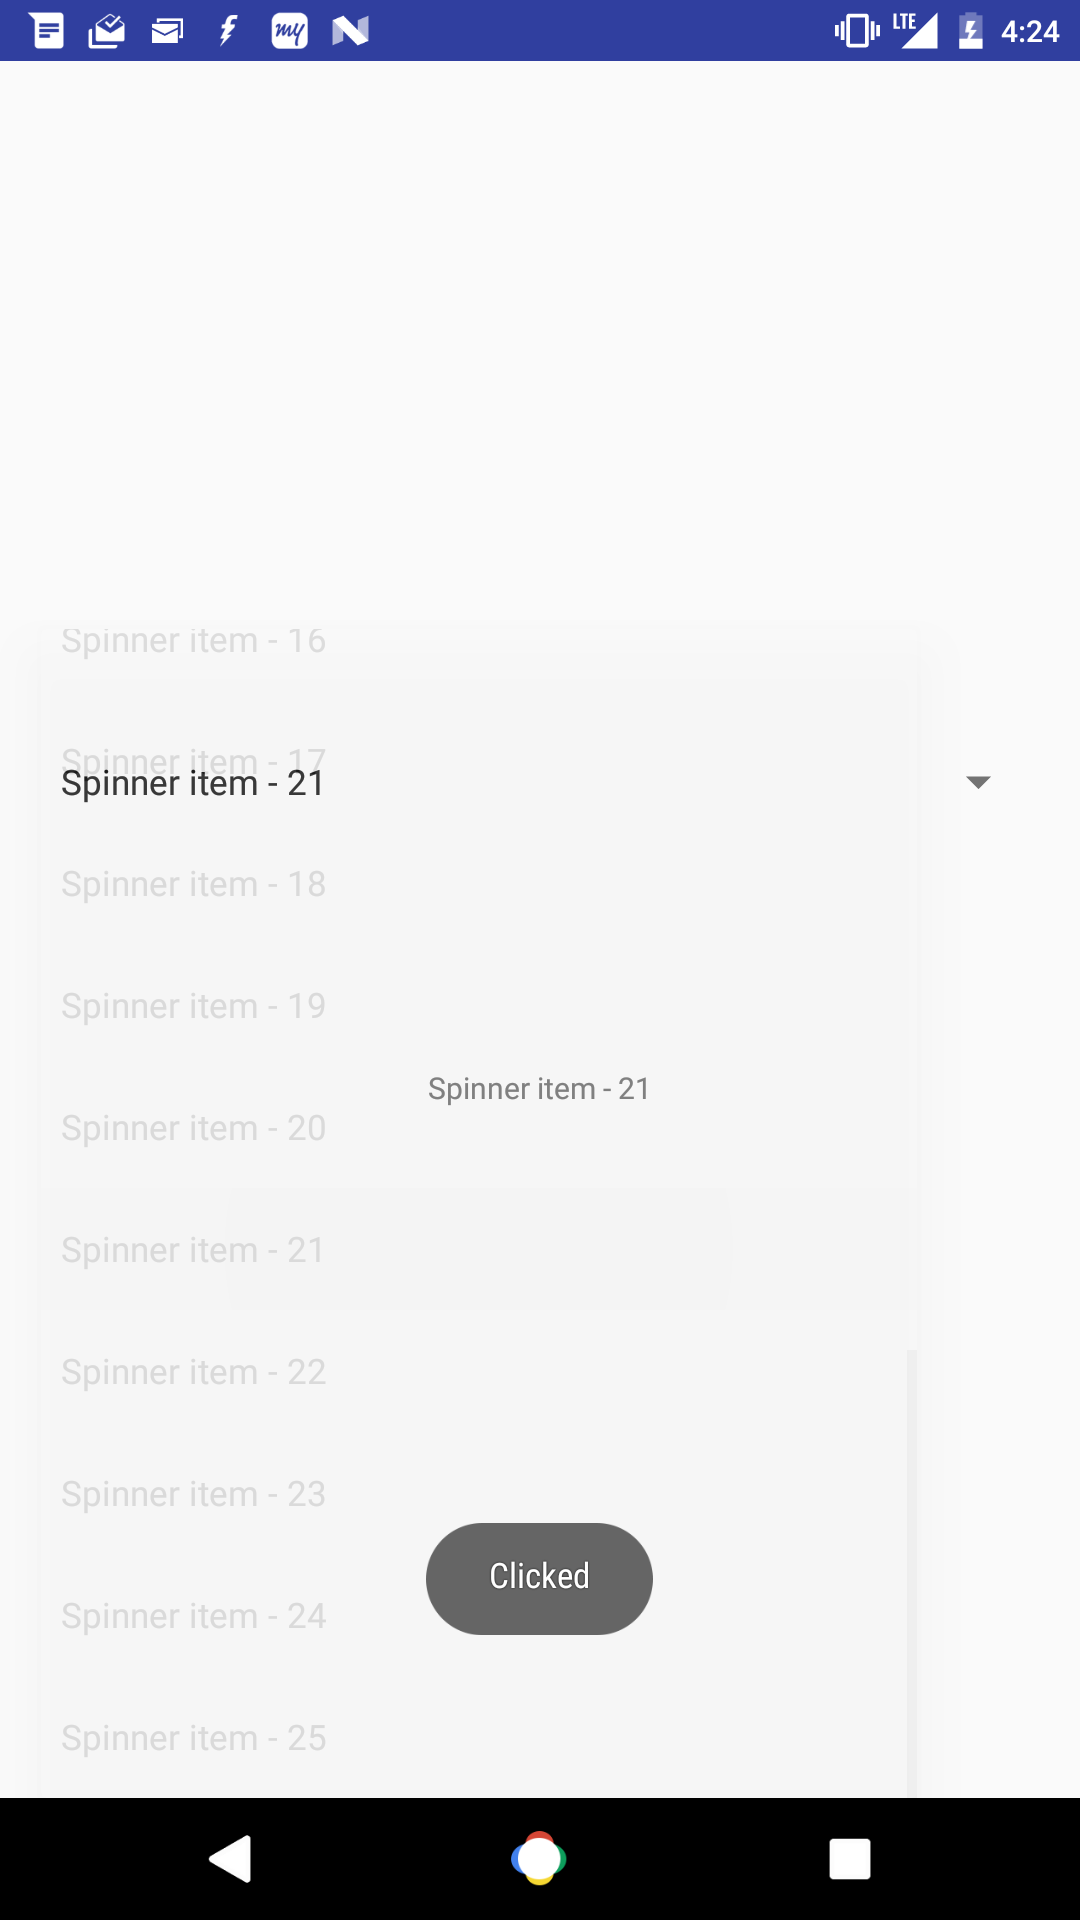 my LTE 4:24
Spinner item - 16
Spinner item - 17
Spinner item - 21
Spinner item - 18
Spinner item - 19
Spinner item - 21
Spinner item - 20
Spinner item - 21
Spinner item - 22
Spinner item - 23
Clicked
Spinner item - 24
Spinner item - 25